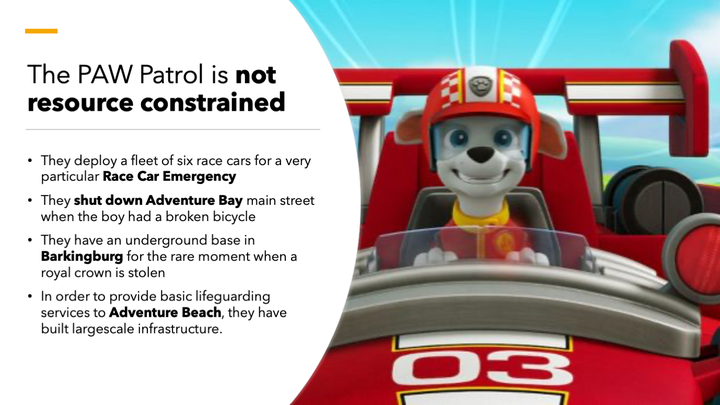 The PAW Patrol is not
resource constrained
• They deploy a fleet of six race cars for a very
particular Race Car Emergency
• They shut down Adventure Bay main street
when the boy had a broken bicycle
• They have an underground base in
Barkingburg for the rare moment when a
royal crown is stolen
• In order to provide basic lifeguarding
services to Adventure Beach, they have
built largescale infrastructure.
03